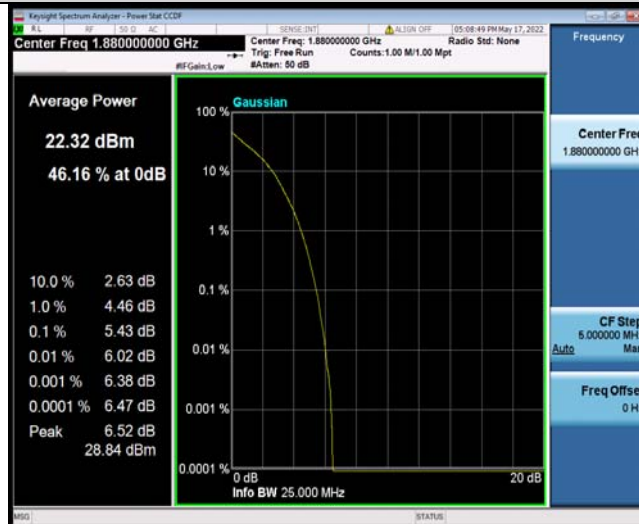 Keysight Spectrum Analyzer - Power Stat CCDF
RL RF 50 Ω AC SENSE:INT ALIGN OFF 05:08:49 PM May 17, 2022
Center Freq 1.880000000 GHz
Center Freq: 1.880000000 GHz Radio Std: None
Trig: Free Run Counts:1.00 M/1.00 Mpt
#IFGain:Low #Atten: 50 dB
Frequency
Average Power
22.32 dBm
46.16 % at 0dB
10.0 % 2.63 dB
1.0 % 4.46 dB
0.1 % 5.43 dB
0.01 % 6.02 dB
0.001 % 6.38 dB
0.0001 % 6.47 dB
Peak 6.52 dB
28.84 dBm
Gaussian
100 %
10 %
1 %
0.1 %
0.01 %
0.001 %
0.0001 %
0 dB 20 dB
Info BW 25.000 MHz
Center Fre
1.880000000 GH
CF Step
5.000000 MH
Auto Ma
Freq Offse
0 H
MSG STATUS